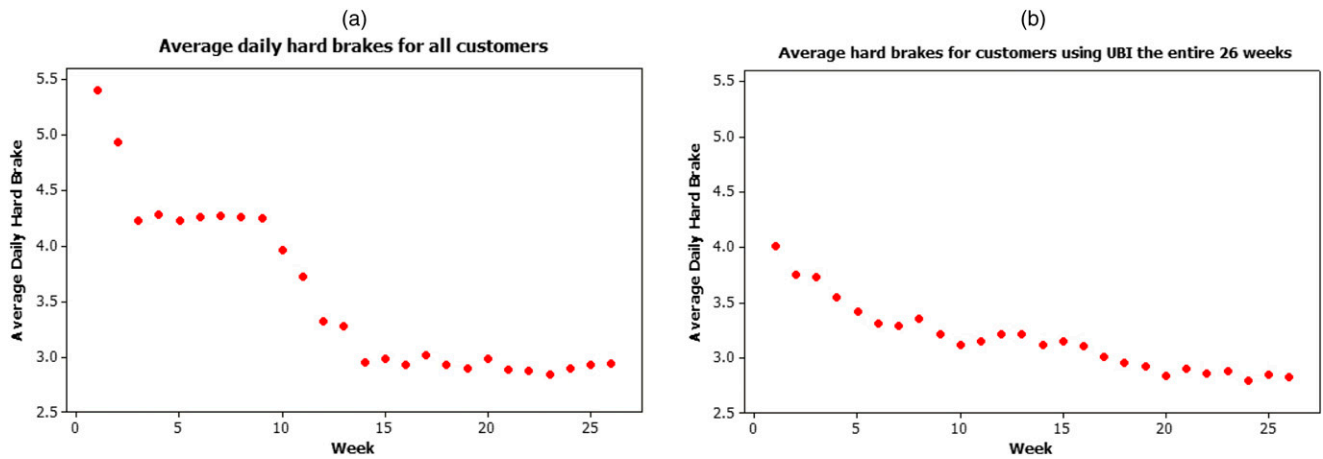 (a)
Average daily hard brakes for all customers
5.5
5.0
4.5
4.0
3.5
3.0
2.5
Average Daily Hard Brake
0 5 10 15 20 25
Week
(b)
Average hard brakes for customers using UBI the entire 26 weeks
5.5
5.0
4.5
4.0
3.5
3.0
2.5
Average Daily Hard Brake
0 5 10 15 20 25
Week